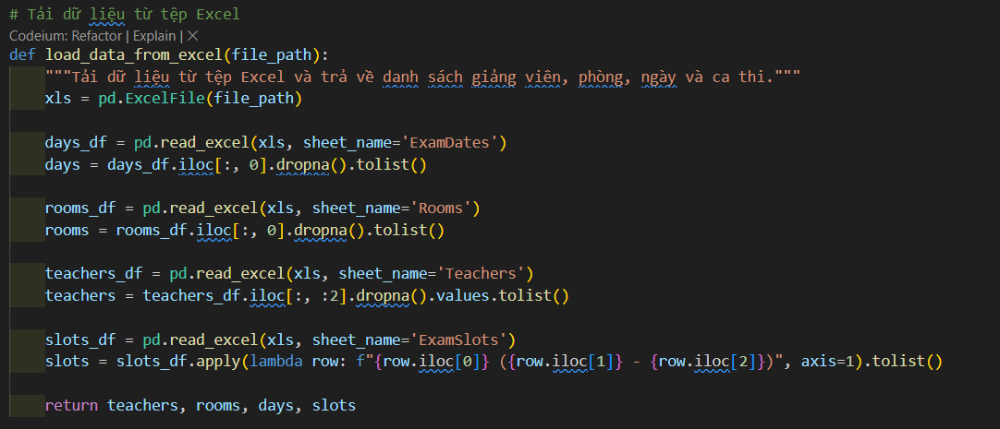 # Tải dữ liệu từ tệp Excel
Codeium: Refactor | Explain | ×
def load_data_from_excel(file_path):
"""Tải dữ liệu từ tệp Excel và trả về danh sách giảng viên, phòng, ngày và ca thi."""
xls = pd.ExcelFile(file_path)
days_df = pd.read_excel(xls, sheet_name='ExamDates')
days = days_df.iloc[:, 0].dropna().tolist()
rooms_df = pd.read_excel(xls, sheet_name='Rooms')
rooms = rooms_df.iloc[:, 0].dropna().tolist()
teachers_df = pd.read_excel(xls, sheet_name='Teachers')
teachers = teachers_df.iloc[:, :2].dropna().values.tolist()
slots_df = pd.read_excel(xls, sheet_name='ExamSlots')
slots = slots_df.apply(lambda row: f"{row.iloc[0]} ({row.iloc[1]} - {row.iloc[2]})", axis=1).tolist()
return teachers, rooms, days, slots